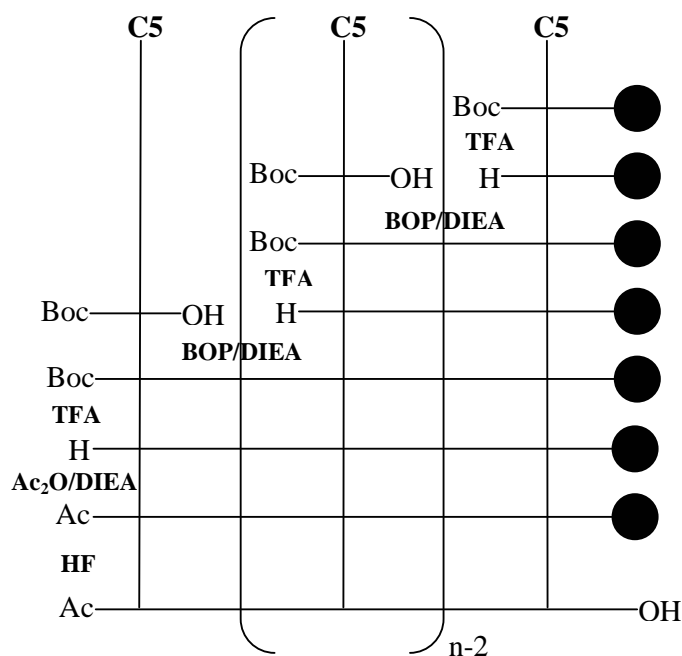 C5 C5 C5
Boc
TFA
Boc OH H
BOP/DIEA
Boc
TFA
Boc OH H
BOP/DIEA
Boc
TFA
H
Ac₂O/DIEA
Ac
HF
Ac OH
n-2